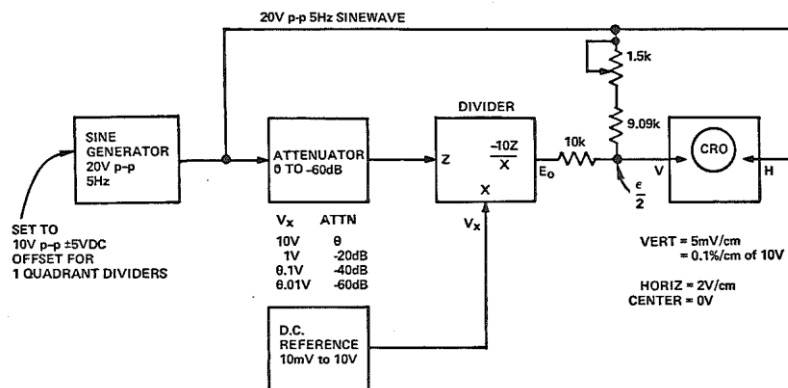 20V p-p 5Hz SINEWAVE
1.5k
DIVIDER
9.09k
SINE
GENERATOR
20V p-p
5Hz
ATTENUATOR
0 TO -60dB
Z
-10Z
X
X
E₀
10k
V
CRO
H
ϵ
2
Vx
SET TO
10V p-p ±5VDC
OFFSET FOR
1 QUADRANT DIVIDERS
Vx ATTN
10V 0
1V -20dB
0.1V -40dB
0.01V -60dB
VERT = 5mV/cm
= 0.1%/cm of 10V
HORIZ = 2V/cm
CENTER = 0V
D.C.
REFERENCE
10mV to 10V